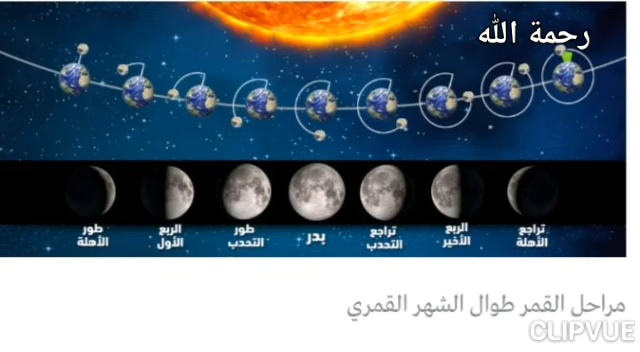 رحمة الله
طور
الأهلة
الربع
الأول
طور
التحدب
بدر
تراجع
التحدب
الربع
الأخير
تراجع
الأهلة
مراحل القمر طوال الشهر القمري
CLIPVUE